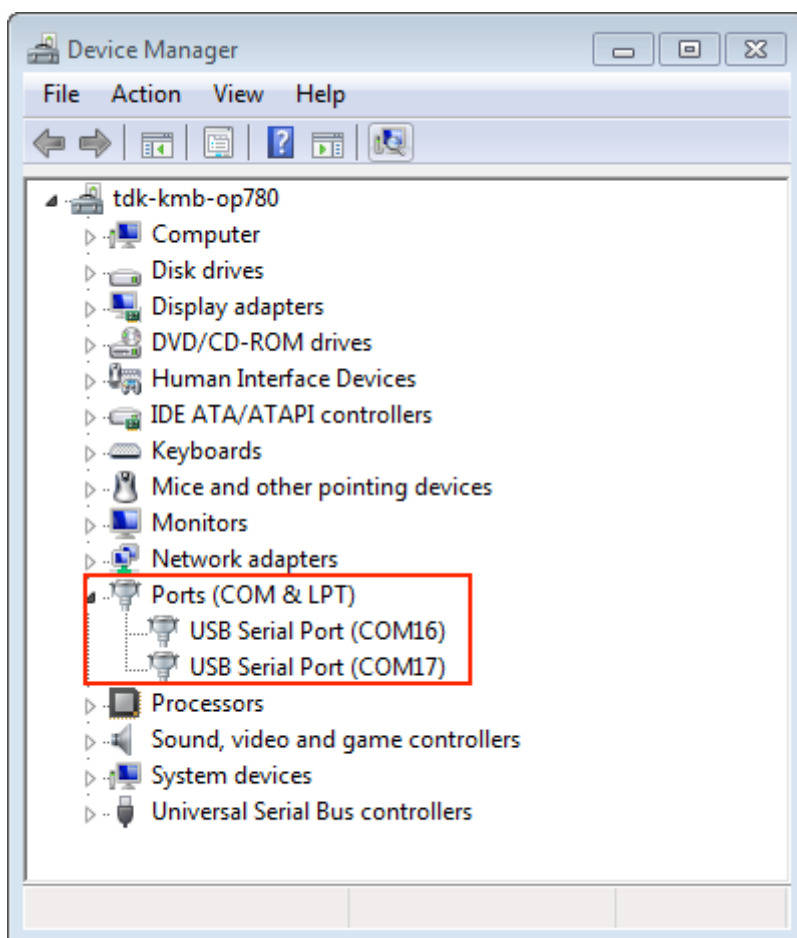 Device Manager
File Action View Help
tdk-kmb-op780
Computer
Disk drives
Display adapters
DVD/CD-ROM drives
Human Interface Devices
IDE ATA/ATAPI controllers
Keyboards
Mice and other pointing devices
Monitors
Network adapters
Ports (COM & LPT)
USB Serial Port (COM16)
USB Serial Port (COM17)
Processors
Sound, video and game controllers
System devices
Universal Serial Bus controllers